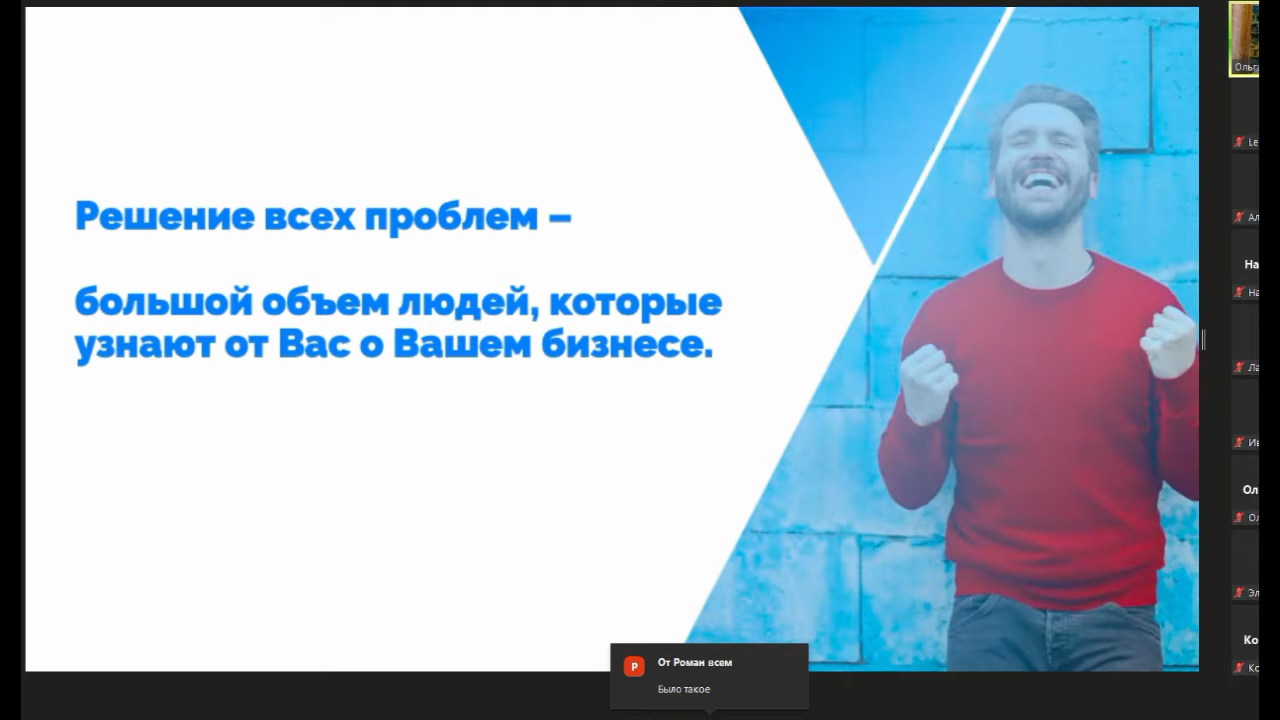 Решение всех проблем –
большой объем людей, которые
узнают от Вас о Вашем бизнесе.
Р
От Роман всем
Было такое